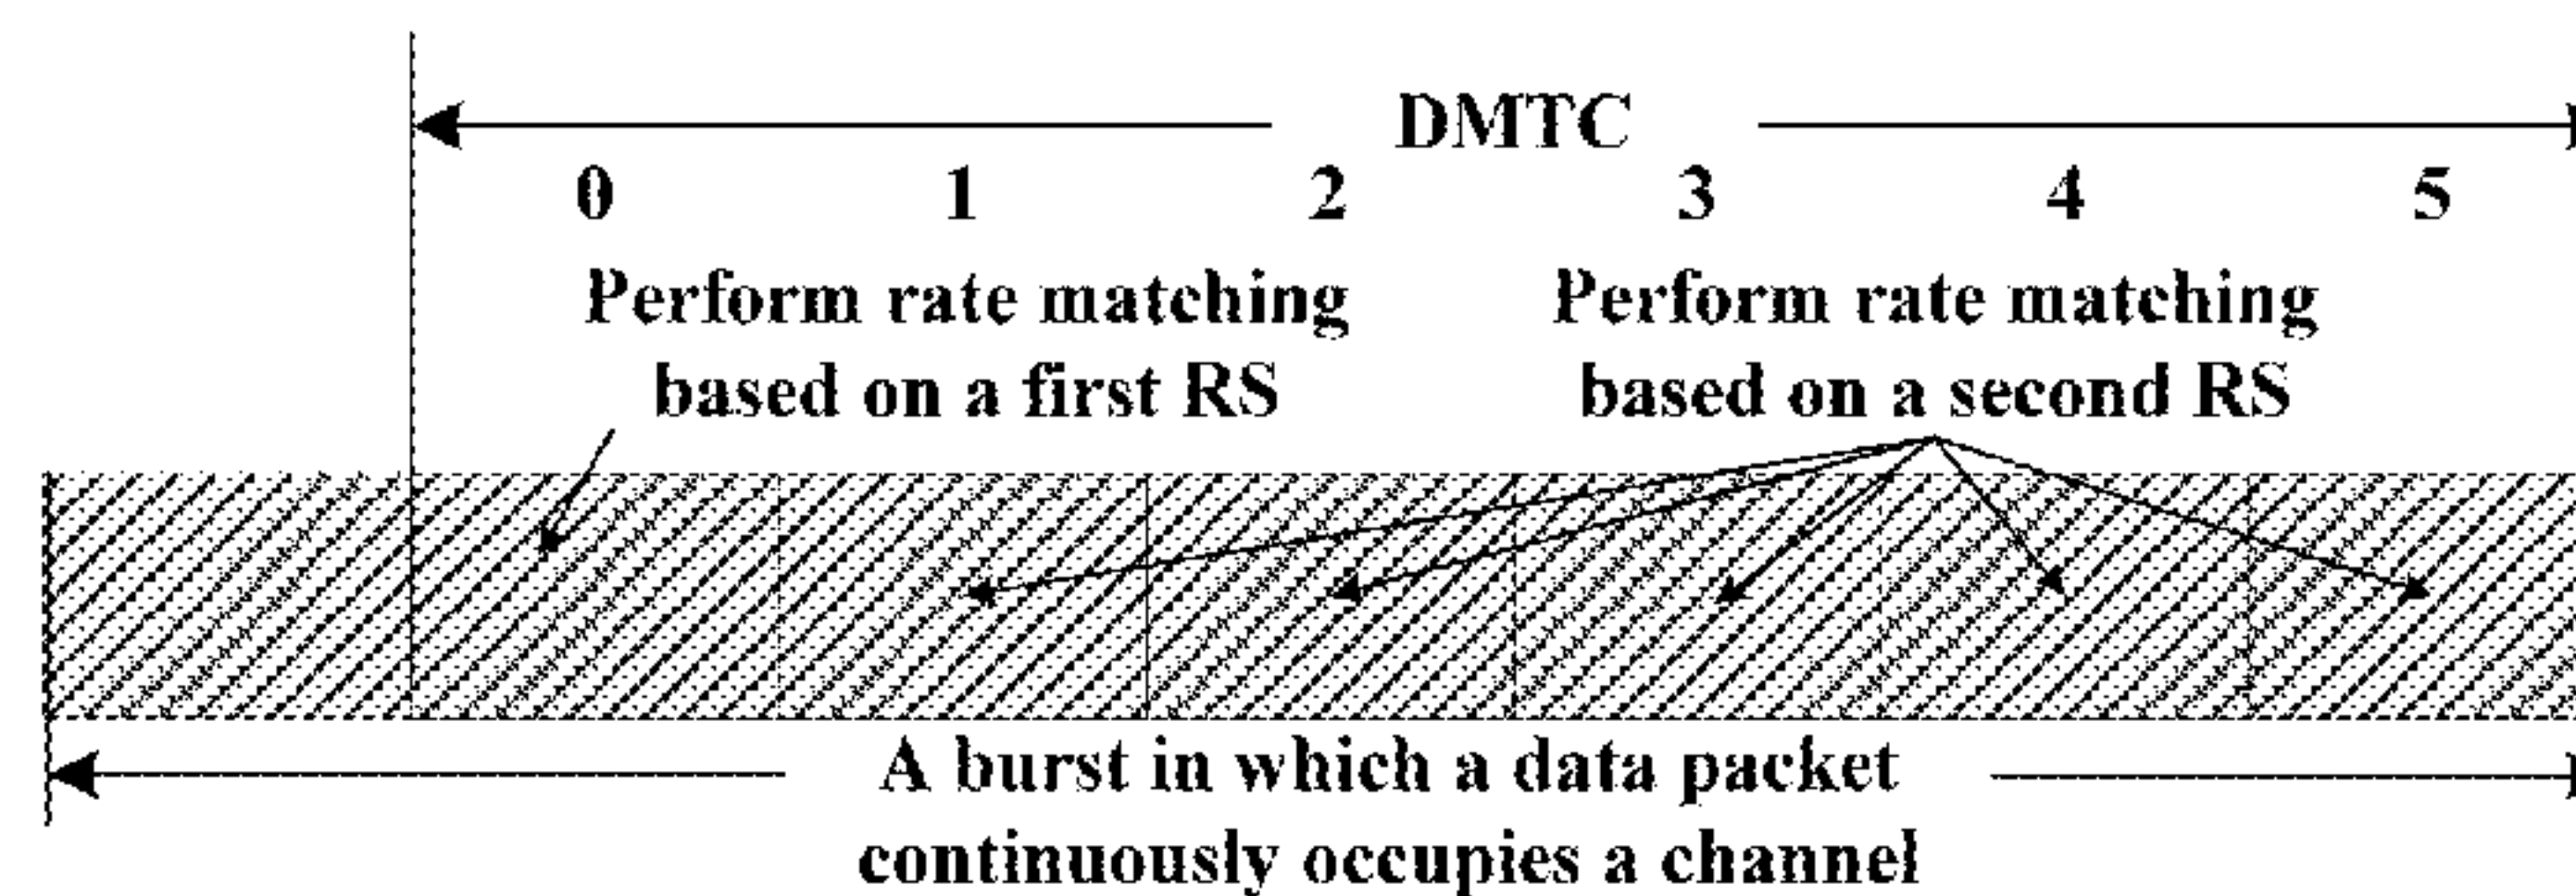 DMTC
0 1 2 3 4 5
Perform rate matching
based on a first RS
Perform rate matching
based on a second RS
A burst in which a data packet
continuously occupies a channel